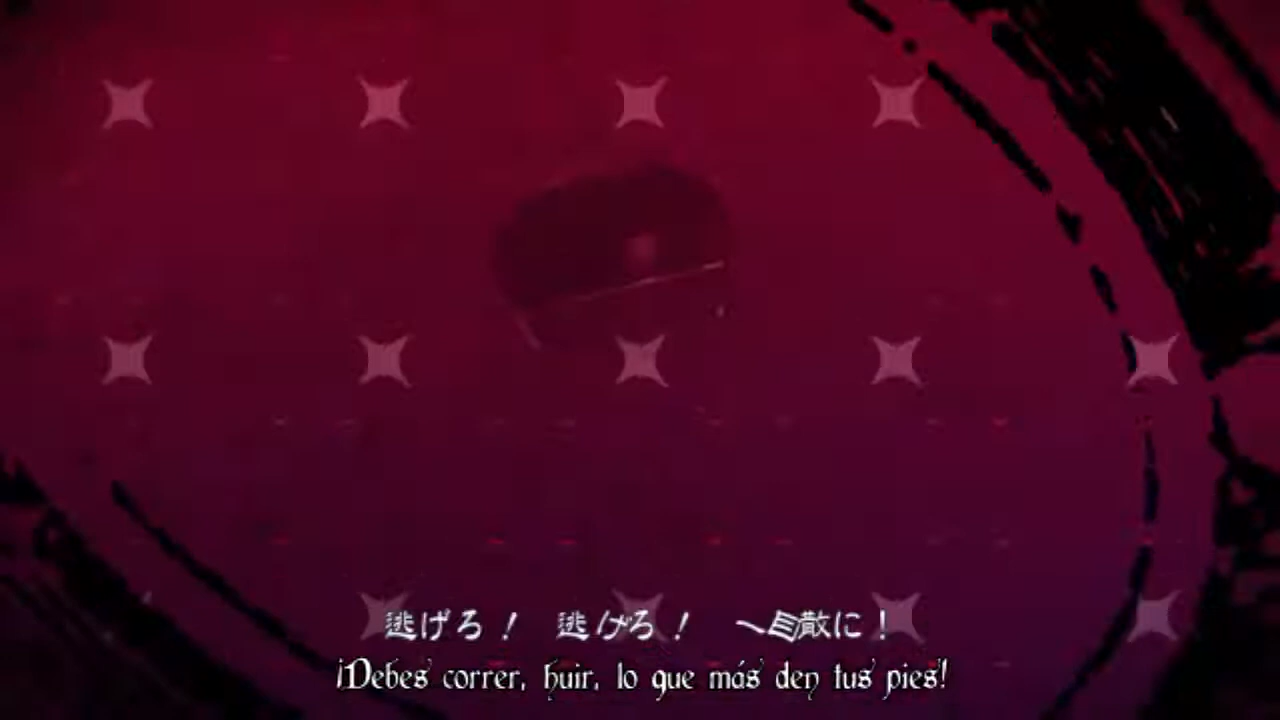 逃げろ！ 逃げろ！ 一目散に！
¡Debes correr, huir, lo que más den tus pies!